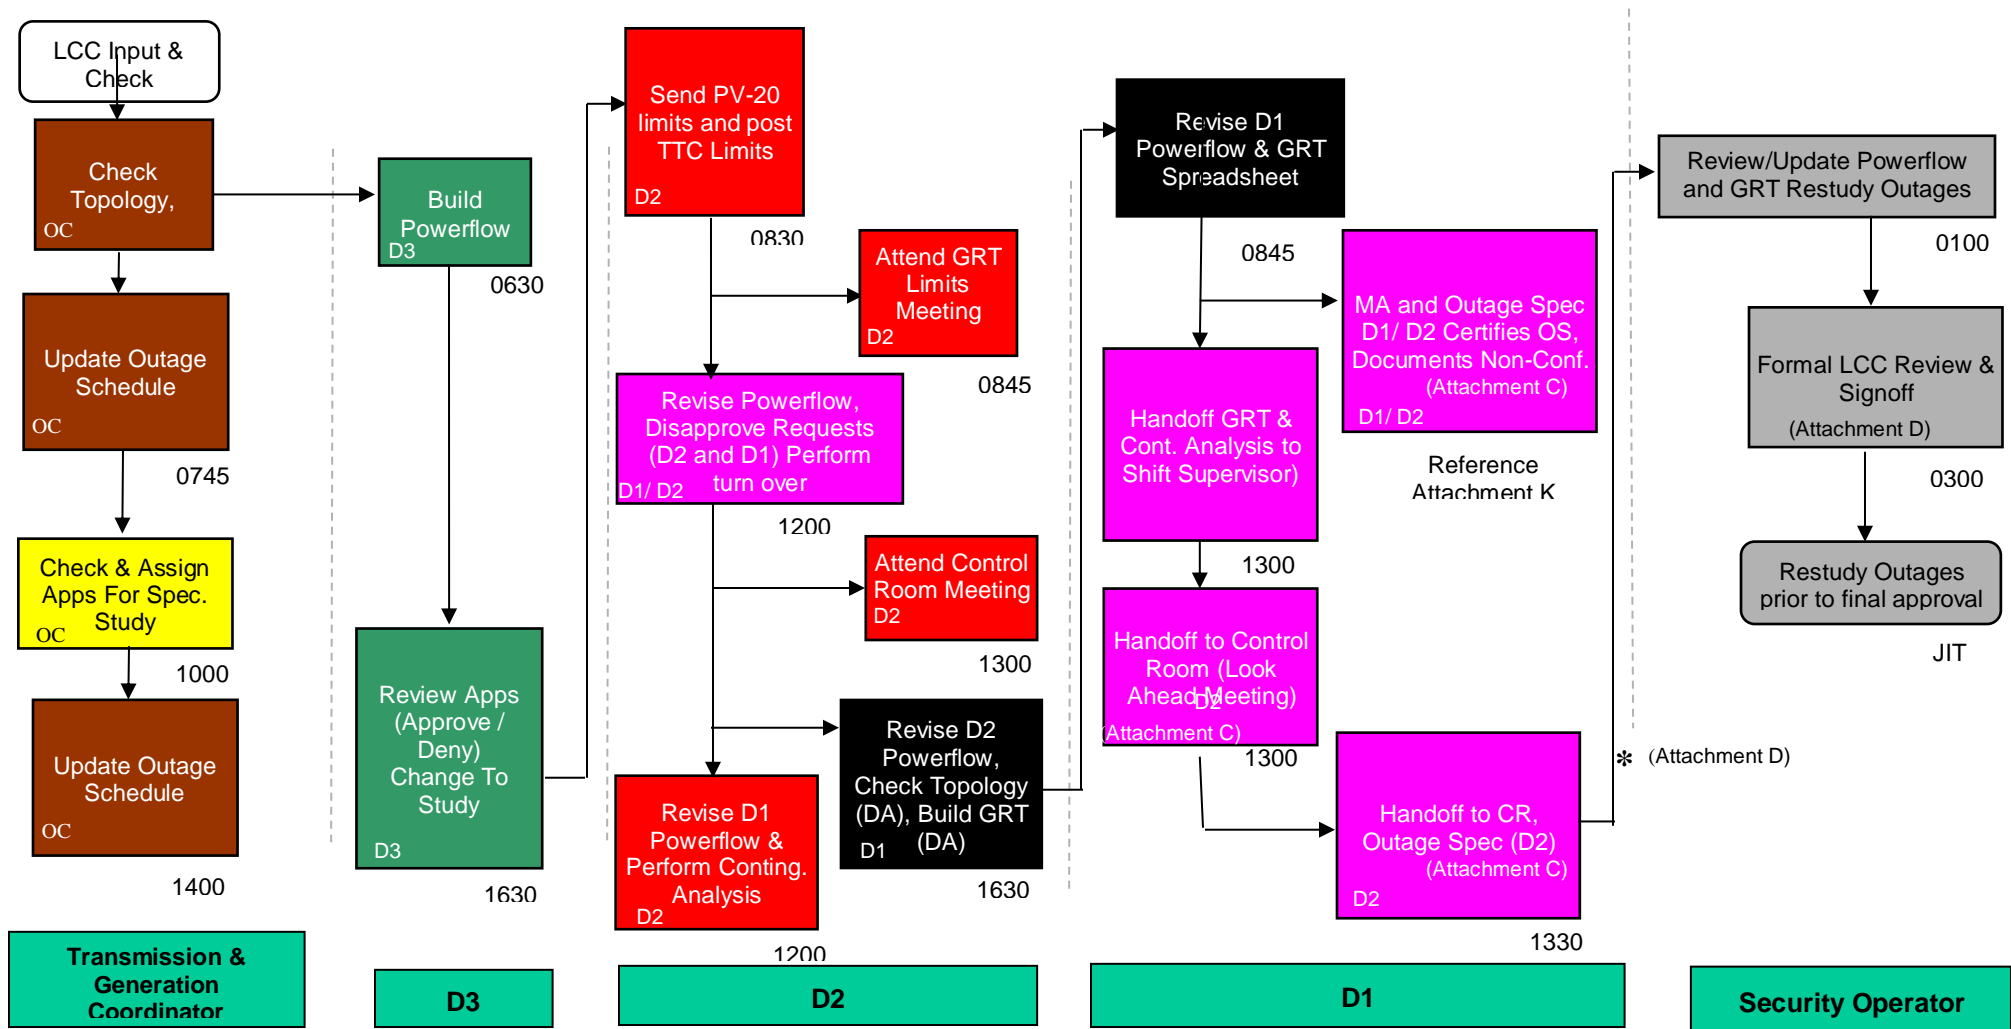 LCC Input &
Check
Check
Topology,
OC
Update Outage
Schedule
OC
0745
Check & Assign
Apps For Spec.
Study
OC
1000
Update Outage
Schedule
OC
1400
Transmission &
Generation
Coordinator
Build
Powerflow
D3
0630
Review Apps
(Approve /
Deny)
Change To
Study
D3
1630
D3
Send PV-20
limits and post
TTC Limits
D2
0830
Attend GRT
Limits
Meeting
D2
0845
Revise Powerflow,
Disapprove Requests
(D2 and D1) Perform
turn over
D1/ D2
1200
Attend Control
Room Meeting
D2
1300
Revise D2
Powerflow,
Check Topology
(DA), Build GRT
(DA)
D1
1630
Revise D1
Powerflow &
Perform Conting.
Analysis
D2
1200
D2
Revise D1
Powerflow & GRT
Spreadsheet
0845
MA and Outage Spec
D1/ D2 Certifies OS,
Documents Non-Conf.
(Attachment C)
D1/ D2
Reference
Attachment K
Handoff GRT &
Cont. Analysis to
Shift Supervisor)
1300
Handoff to Control
Room (Look
Ahead Meeting)
D2
(Attachment C)
1300
Handoff to CR,
Outage Spec (D2)
(Attachment C)
D2
1330
D1
* (Attachment D)
Review/Update Powerflow
and GRT Restudy Outages
0100
Formal LCC Review &
Signoff
(Attachment D)
0300
Restudy Outages
prior to final approval
JIT
Security Operator